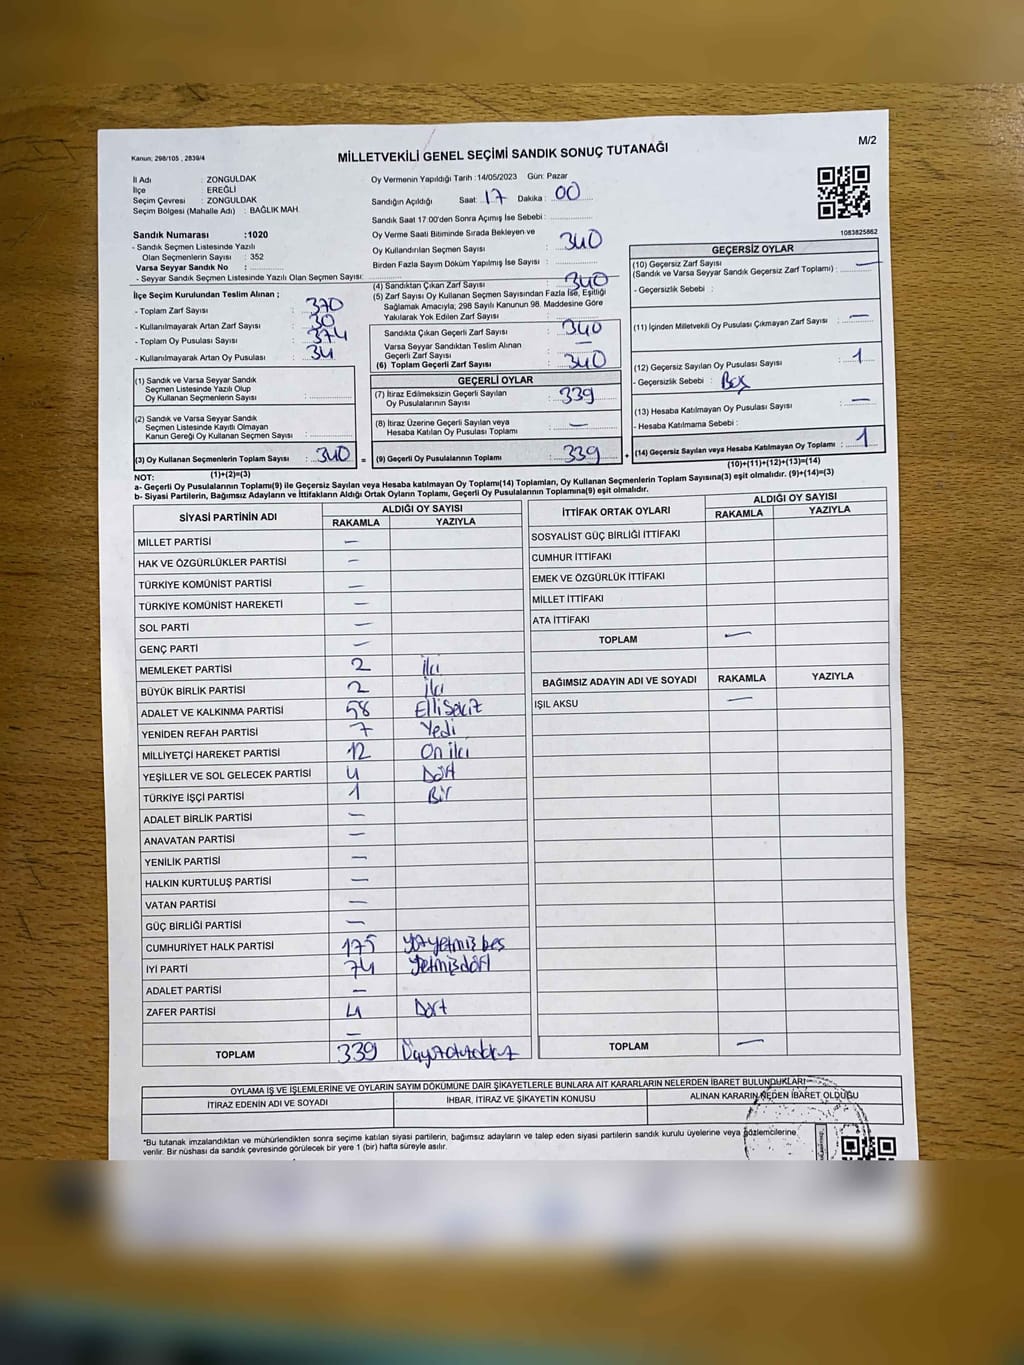 Kanun; 298/105 , 2839/4
MİLLETVEKİLİ GENEL SEÇİMİ SANDIK SONUÇ TUTANAĞI
M/2
İl Adı : ZONGULDAK
İlçe : EREĞLİ
Seçim Çevresi : ZONGULDAK
Seçim Bölgesi (Mahalle Adı) : BAĞLIK MAH.
Sandık Numarası :1020
- Sandık Seçmen Listesinde Yazılı
Olan Seçmenlerin Sayısı : 352
Varsa Seyyar Sandık No :
- Seyyar Sandık Seçmen Listesinde Yazılı Olan Seçmen Sayısı:
İlçe Seçim Kurulundan Teslim Alınan ;
- Toplam Zarf Sayısı : 370
- Kullanılmayarak Artan Zarf Sayısı : 30
- Toplam Oy Pusulası Sayısı : 374
- Kullanılmayarak Artan Oy Pusulası : 34
(1) Sandık ve Varsa Seyyar Sandık
Seçmen Listesinde Yazılı Olup
Oy Kullanan Seçmenlerin Sayısı :
(2) Sandık ve Varsa Seyyar Sandık
Seçmen Listesinde Kayıtlı Olmayan
Kanun Gereği Oy Kullanan Seçmen Sayısı :
(3) Oy Kullanan Seçmenlerin Toplam Sayısı : 340
(1)+(2)=(3)
Oy Vermenin Yapıldığı Tarih : 14/05/2023 Gün: Pazar
Sandığın Açıldığı Saat : 17 Dakika : 00
Sandık Saat 17.00'den Sonra Açımış İse Sebebi :
Oy Verme Saati Bitiminde Sırada Bekleyen ve
Oy Kullandırılan Seçmen Sayısı : 340
Birden Fazla Sayım Döküm Yapılmış İse Sayısı :
(4) Sandıktan Çıkan Zarf Sayısı : 340
(5) Zarf Sayısı Oy Kullanan Seçmen Sayısından Fazla İse, Eşitliği
Sağlamak Amacıyla; 298 Sayılı Kanunun 98. Maddesine Göre
Yakılarak Yok Edilen Zarf Sayısı :
Sandıkta Çıkan Geçerli Zarf Sayısı : 340
Varsa Seyyar Sandıktan Teslim Alınan
Geçerli Zarf Sayısı : —
(6) Toplam Geçerli Zarf Sayısı : 340
GEÇERLİ OYLAR
(7) İtiraz Edilmeksizin Geçerli Sayılan
Oy Pusulalarının Sayısı : 339
(8) İtiraz Üzerine Geçerli Sayılan veya
Hesaba Katılan Oy Pusulası Toplamı : —
= (9) Geçerli Oy Pusulalarının Toplamı : 339 +
1083825862
GEÇERSİZ OYLAR
(10) Geçersiz Zarf Sayısı
(Sandık ve Varsa Seyyar Sandık Geçersiz Zarf Toplamı) : —
- Geçersizlik Sebebi :
(11) İçinden Milletvekili Oy Pusulası Çıkmayan Zarf Sayısı : —
(12) Geçersiz Sayılan Oy Pusulası Sayısı : 1
- Geçersizlik Sebebi : Boş
(13) Hesaba Katılmayan Oy Pusulası Sayısı : —
- Hesaba Katılmama Sebebi :
(14) Geçersiz Sayılan veya Hesaba Katılmayan Oy Toplamı : 1
(10)+(11)+(12)+(13)=(14)
NOT:
a- Geçerli Oy Pusulalarının Toplamı(9) ile Geçersiz Sayılan veya Hesaba katılmayan Oy Toplamı(14) Toplamları, Oy Kullanan Seçmenlerin Toplam Sayısına(3) eşit olmalıdır. (9)+(14)=(3)
b- Siyasi Partilerin, Bağımsız Adayların ve İttifakların Aldığı Ortak Oyların Toplamı, Geçerli Oy Pusulalarının Toplamına(9) eşit olmalıdır.
SİYASİ PARTİNİN ADI ALDIĞI OY SAYISI
RAKAMLA YAZIYLA
MİLLET PARTİSİ —
HAK VE ÖZGÜRLÜKLER PARTİSİ —
TÜRKİYE KOMÜNİST PARTİSİ —
TÜRKİYE KOMÜNİST HAREKETİ —
SOL PARTİ —
GENÇ PARTİ —
MEMLEKET PARTİSİ 2 İki
BÜYÜK BİRLİK PARTİSİ 2 İki
ADALET VE KALKINMA PARTİSİ 58 Ellisekiz
YENİDEN REFAH PARTİSİ 7 Yedi
MİLLİYETÇİ HAREKET PARTİSİ 12 On iki
YEŞİLLER VE SOL GELECEK PARTİSİ 4 Dört
TÜRKİYE İŞÇİ PARTİSİ 1 Bir
ADALET BİRLİK PARTİSİ —
ANAVATAN PARTİSİ —
YENİLİK PARTİSİ —
HALKIN KURTULUŞ PARTİSİ —
VATAN PARTİSİ —
GÜÇ BİRLİĞİ PARTİSİ —
CUMHURİYET HALK PARTİSİ 175 Yüzyetmiş beş
İYİ PARTİ 74 Yetmişdört
ADALET PARTİSİ —
ZAFER PARTİSİ 4 Dört
—
TOPLAM 339 Üçyüzotuzdokuz
İTTİFAK ORTAK OYLARI ALDIĞI OY SAYISI
RAKAMLA YAZIYLA
SOSYALİST GÜÇ BİRLİĞİ İTTİFAKI
CUMHUR İTTİFAKI
EMEK VE ÖZGÜRLÜK İTTİFAKI
MİLLET İTTİFAKI
ATA İTTİFAKI
TOPLAM —
BAĞIMSIZ ADAYIN ADI VE SOYADI RAKAMLA YAZIYLA
IŞIL AKSU —
TOPLAM —
OYLAMA İŞ VE İŞLEMLERİNE VE OYLARIN SAYIM DÖKÜMÜNE DAİR ŞİKAYETLERLE BUNLARA AİT KARARLARIN NELERDEN İBARET BULUNDUKLARI
İTİRAZ EDENİN ADI VE SOYADI İHBAR, İTİRAZ VE ŞİKAYETİN KONUSU ALINAN KARARIN NEDEN İBARET OLDUĞU
*Bu tutanak imzalandıktan ve mühürlendikten sonra seçime katılan siyasi partilerin, bağımsız adayların ve talep eden siyasi partilerin sandık kurulu üyelerine veya gözlemcilerine
verilir. Bir nüshası da sandık çevresinde görülecek bir yere 1 (bir) hafta süreyle asılır.